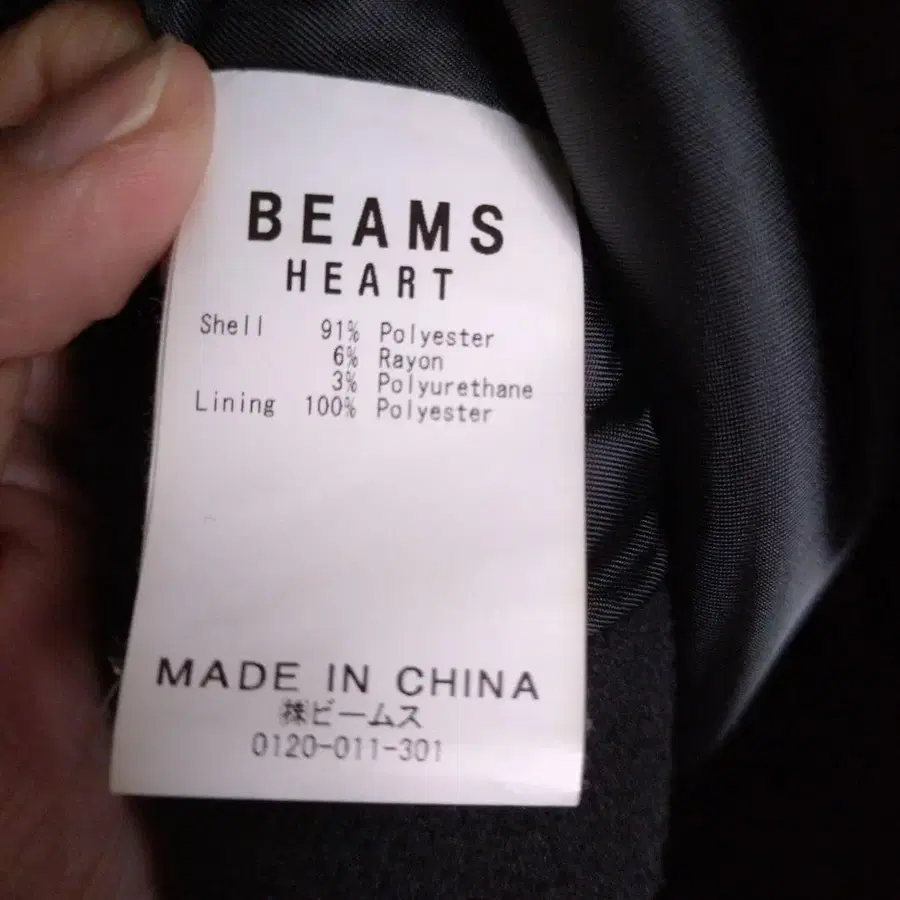 BEAMS
HEART
Shell 91% Polyester
6% Rayon
3% Polyurethane
Lining 100% Polyester
MADE IN CHINA
㈱ビームス
0120-011-301